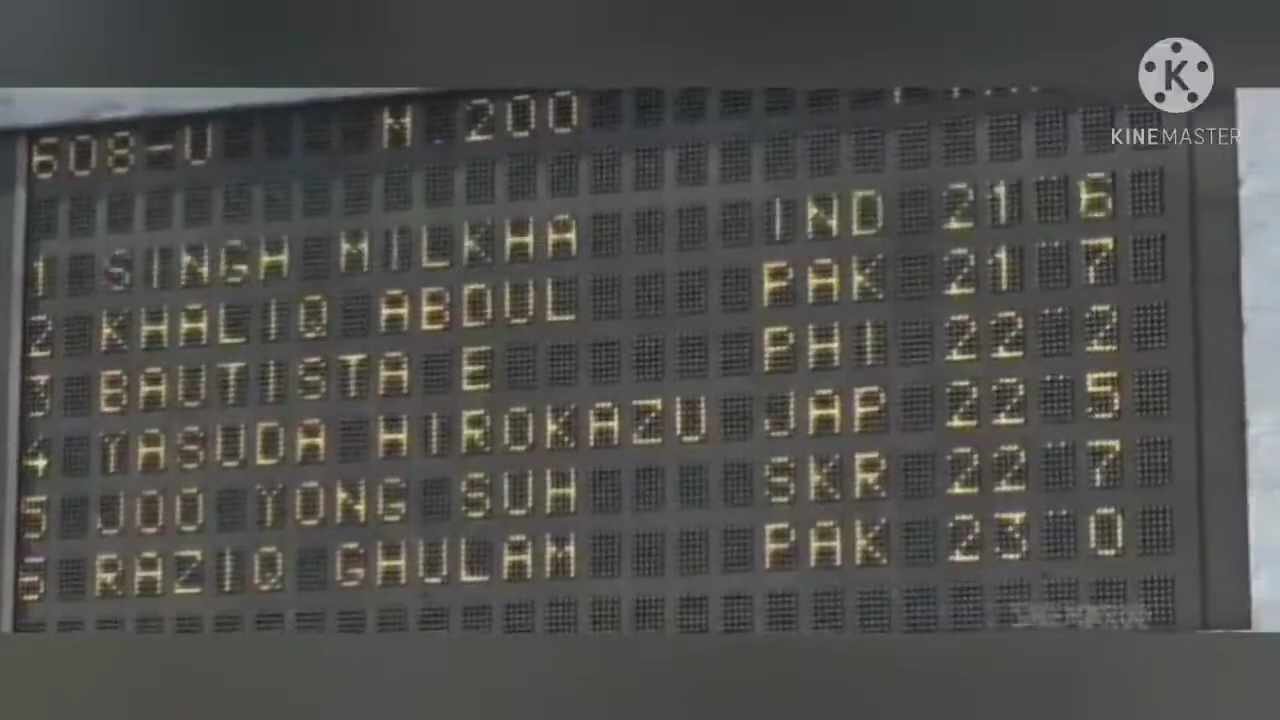 K
KINEMASTER
608-U M 200
1 SINGH MILKHA IND 21"6
2 KHALIQ ABDUL PAK 21"7
3 BAUTISTA E PHI 22"2
4 YASUDA HIROKAZU JAP 22"5
5 JOO YONG SUH SKR 22"7
RAZIQ GHULAM PAK 23"0